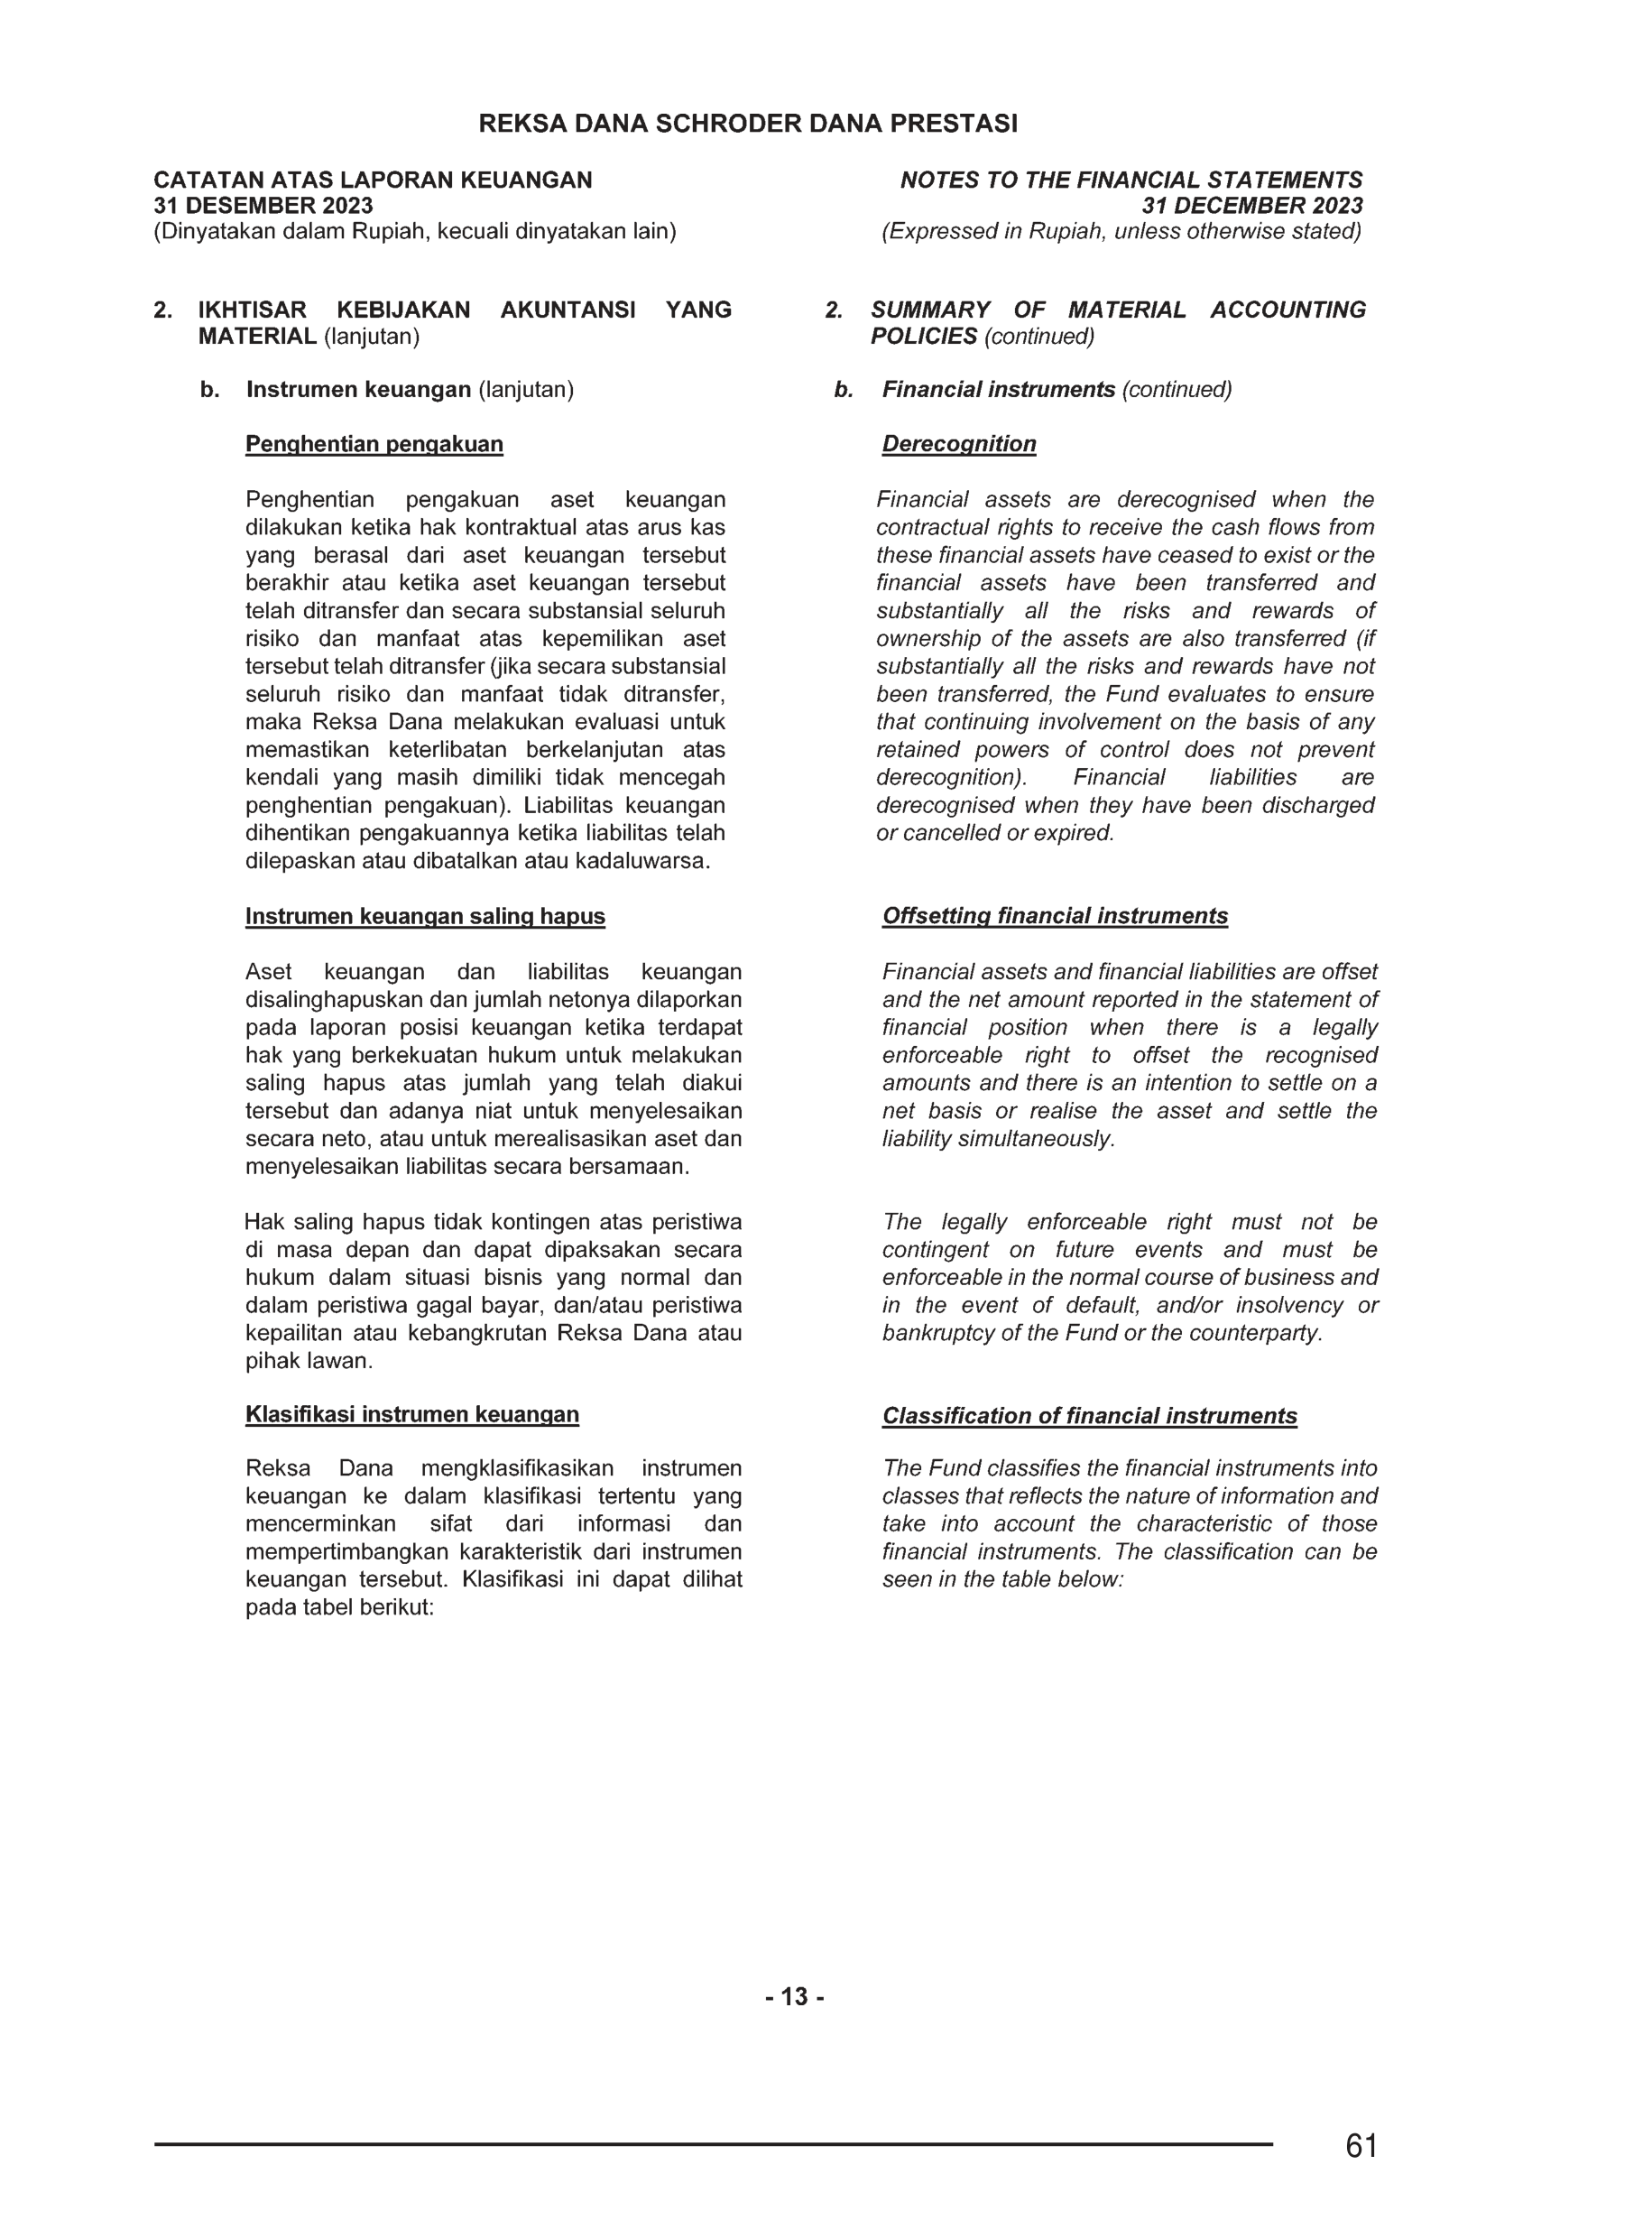 REKSA DANA SCHRODER DANA PRESTASI
CATATAN ATAS LAPORAN KEUANGAN
31 DESEMBER 2023
(Dinyatakan dalam Rupiah, kecuali dinyatakan lain)
NOTES TO THE FINANCIAL STATEMENTS
31 DECEMBER 2023
(Expressed in Rupiah, unless otherwise stated)
2. IKHTISAR KEBIJAKAN AKUNTANSI YANG
MATERIAL (lanjutan)
b. Instrumen keuangan (lanjutan)
Penghentian pengakuan
Penghentian pengakuan aset keuangan
dilakukan ketika hak kontraktual atas arus kas
yang berasal dari aset keuangan tersebut
berakhir atau ketika aset keuangan tersebut
telah ditransfer dan secara substansial seluruh
risiko dan manfaat atas kepemilikan aset
tersebut telah ditransfer (jika secara substansial
seluruh risiko dan manfaat tidak ditransfer,
maka Reksa Dana melakukan evaluasi untuk
memastikan keterlibatan berkelanjutan atas
kendali yang masih dimiliki tidak mencegah
penghentian pengakuan). Liabilitas keuangan
dihentikan pengakuannya ketika liabilitas telah
dilepaskan atau dibatalkan atau kadaluwarsa.
Instrumen keuangan saling hapus
Aset keuangan dan liabilitas keuangan
disalinghapuskan dan jumlah netonya dilaporkan
pada laporan posisi keuangan ketika terdapat
hak yang berkekuatan hukum untuk melakukan
saling hapus atas jumlah yang telah diakui
tersebut dan adanya niat untuk menyelesaikan
secara neto, atau untuk merealisasikan aset dan
menyelesaikan liabilitas secara bersamaan.
Hak saling hapus tidak kontingen atas peristiwa
di masa depan dan dapat dipaksakan secara
hukum dalam situasi bisnis yang normal dan
dalam peristiwa gagal bayar, dan/atau peristiwa
kepailitan atau kebangkrutan Reksa Dana atau
pihak lawan.
Klasifikasi instrumen keuangan
Reksa Dana mengklasifikasikan instrumen
keuangan ke dalam klasifikasi tertentu yang
mencerminkan sifat dari informasi dan
mempertimbangkan karakteristik dari instrumen
keuangan tersebut. Klasifikasi ini dapat dilihat
pada tabel berikut:
2. SUMMARY OF MATERIAL ACCOUNTING
POLICIES (continued)
b. Financial instruments (continued)
Derecognition
Financial assets are derecognised when the
contractual rights to receive the cash flows from
these financial assets have ceased to exist or the
financial assets have been transferred and
substantially all the risks and rewards of
ownership of the assets are also transferred (if
substantially all the risks and rewards have not
been transferred, the Fund evaluates to ensure
that continuing involvement on the basis of any
retained powers of control does not prevent
derecognition). Financial liabilities are
derecognised when they have been discharged
or cancelled or expired.
Offsetting financial instruments
Financial assets and financial liabilities are offset
and the net amount reported in the statement of
financial position when there is a legally
enforceable right to offset the recognised
amounts and there is an intention to settle on a
net basis or realise the asset and settle the
liability simultaneously.
The legally enforceable right must not be
contingent on future events and must be
enforceable in the normal course of business and
in the event of default, and/or insolvency or
bankruptcy of the Fund or the counterparty.
Classification of financial instruments
The Fund classifies the financial instruments into
classes that reflects the nature of information and
take into account the characteristic of those
financial instruments. The classification can be
seen in the table below:
- 13 -
61